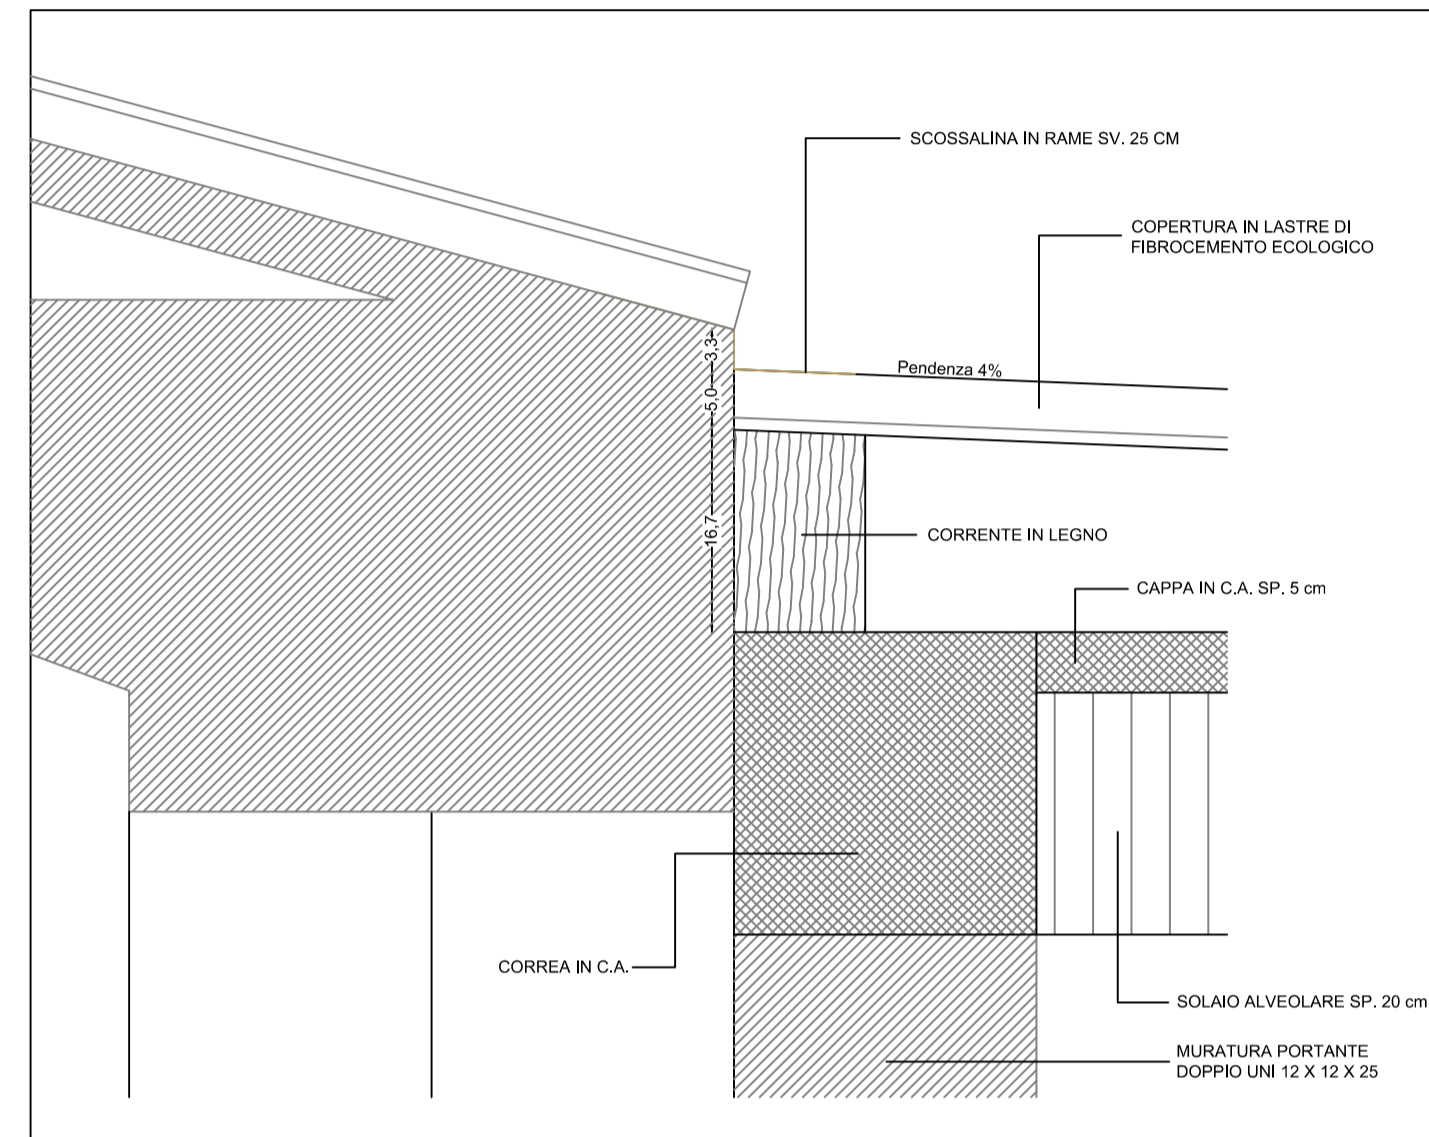 SCOSSALINA IN RAME SV. 25 CM
COPERTURA IN LASTRE DI
FIBROCEMENTO ECOLOGICO
3,3
Pendenza 4%
5,0
16,7
CORRENTE IN LEGNO
CAPPA IN C.A. SP. 5 cm
CORREA IN C.A.
SOLAIO ALVEOLARE SP. 20 cm
MURATURA PORTANTE
DOPPIO UNI 12 X 12 X 25